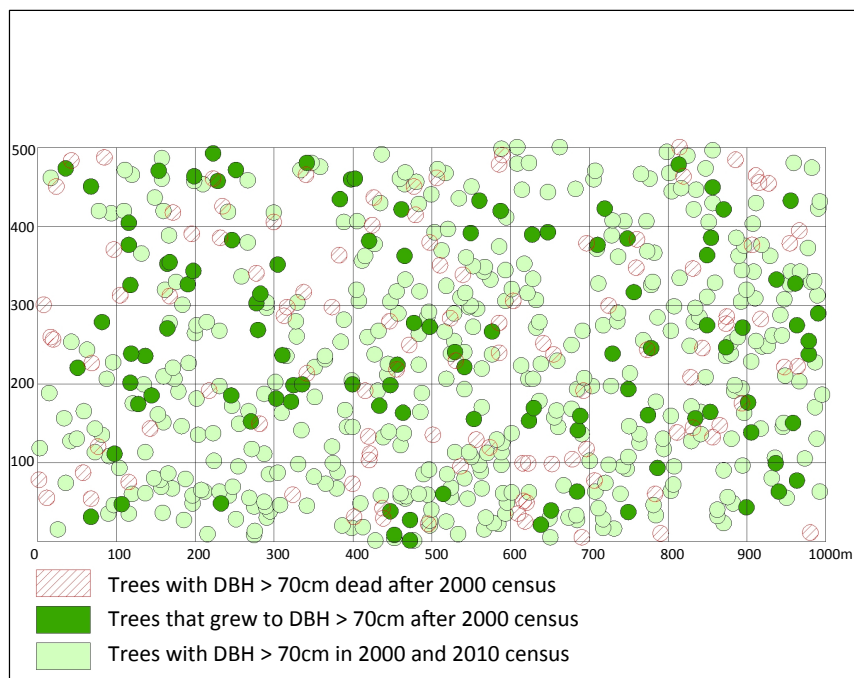 500
400
300
200
100
0 100 200 300 400 500 600 700 800 900 1000m
Trees with DBH > 70cm dead after 2000 census
Trees that grew to DBH > 70cm after 2000 census
Trees with DBH > 70cm in 2000 and 2010 census